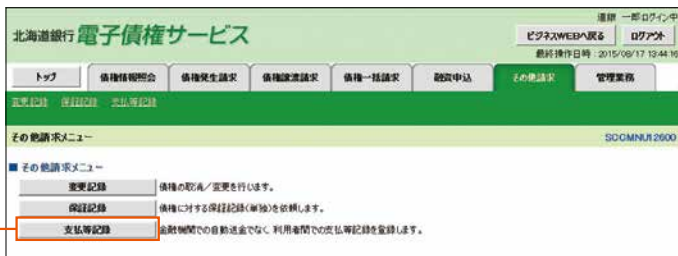 道銀 一郎ログイン中
北海道銀行 電子債権サービス
ビジネスWEBへ戻る ログアウト
最終操作日時：2015/08/17 13:44:16
トップ 債権情報照会 債権発生請求 債権譲渡請求 債権一括請求 融資申込 その他請求 管理業務
変更記録 保証記録 支払等記録
その他請求メニュー SCCMNU12600
■ その他請求メニュー
変更記録 債権の取消／変更を行います。
保証記録 債権に対する保証記録(単独)を依頼します。
支払等記録 金融機関での自動送金でなく、利用者間での支払等記録を登録します。